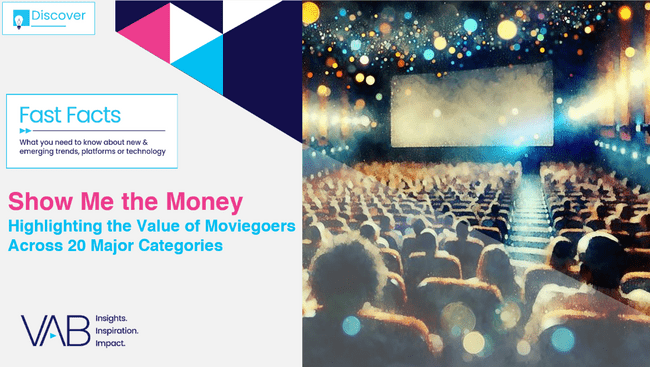 Discover
Fast Facts
What you need to know about new &
emerging trends, platforms or technology
Show Me the Money
Highlighting the Value of Moviegoers
Across 20 Major Categories
VAB
Insights.
Inspiration.
Impact.